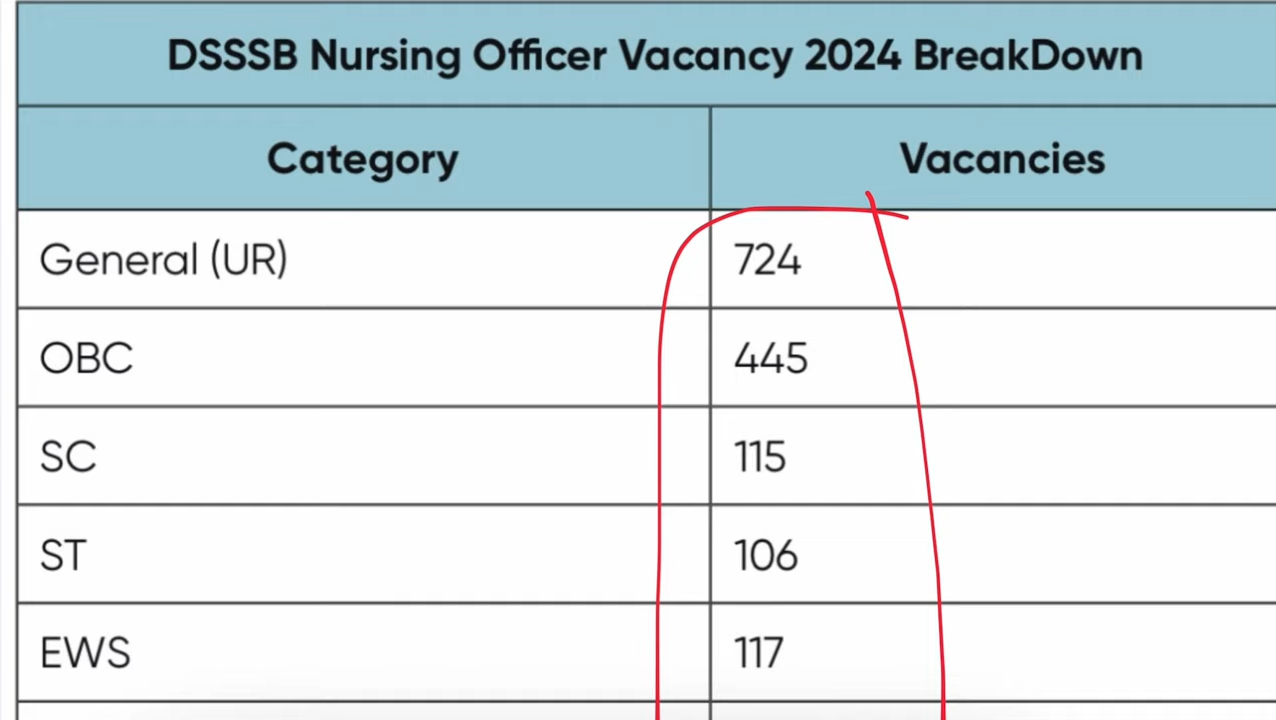 DSSSB Nursing Officer Vacancy 2024 BreakDown
Category Vacancies
General (UR) 724
OBC 445
SC 115
ST 106
EWS 117